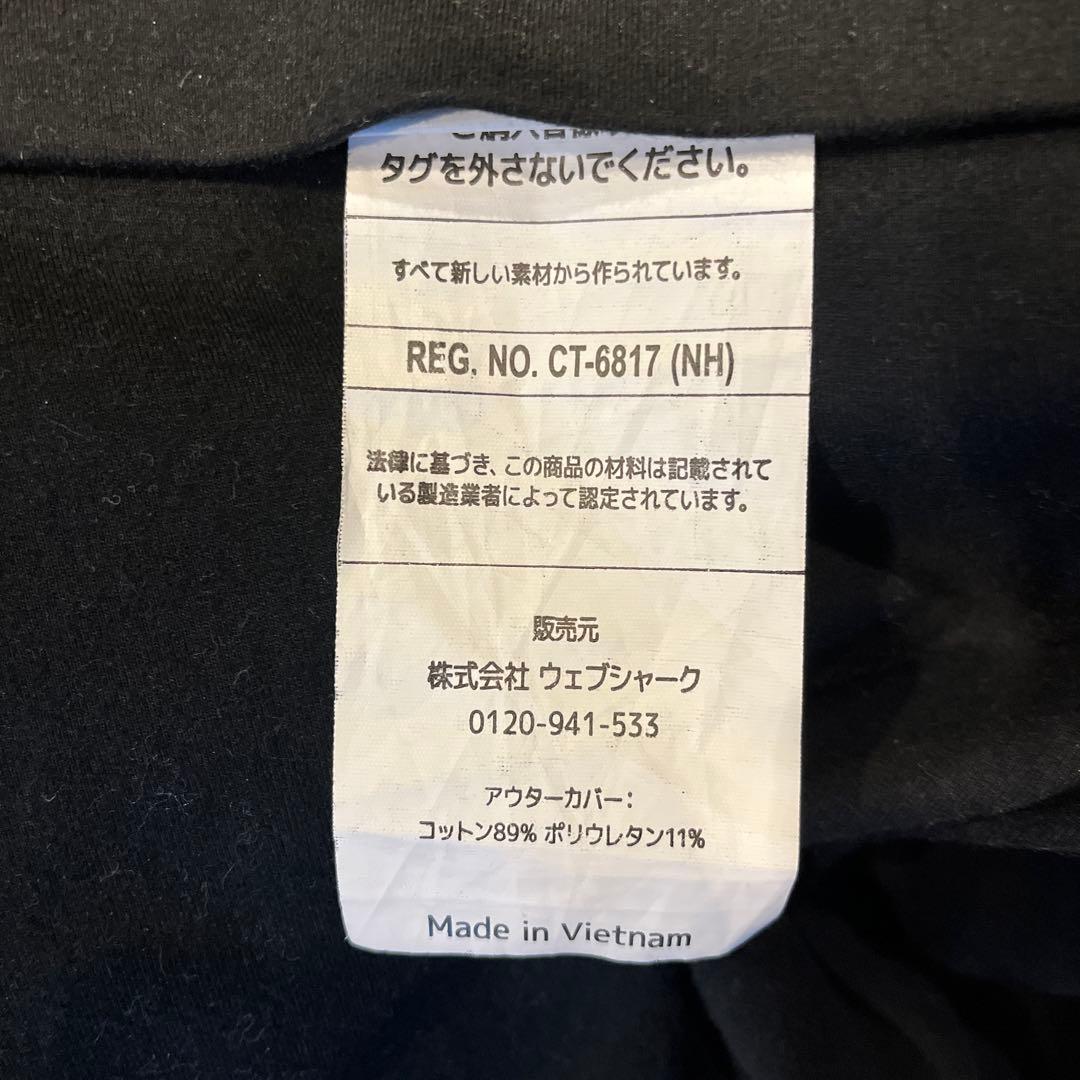 タグを外さないでください。
すべて新しい素材から作られています。
REG. NO. CT-6817 (NH)
法律に基づき、この商品の材料は記載されて
いる製造業者によって認定されています。
販売元
株式会社 ウェブシャーク
0120-941-533
アウターカバー:
コットン89% ポリウレタン11%
Made in Vietnam